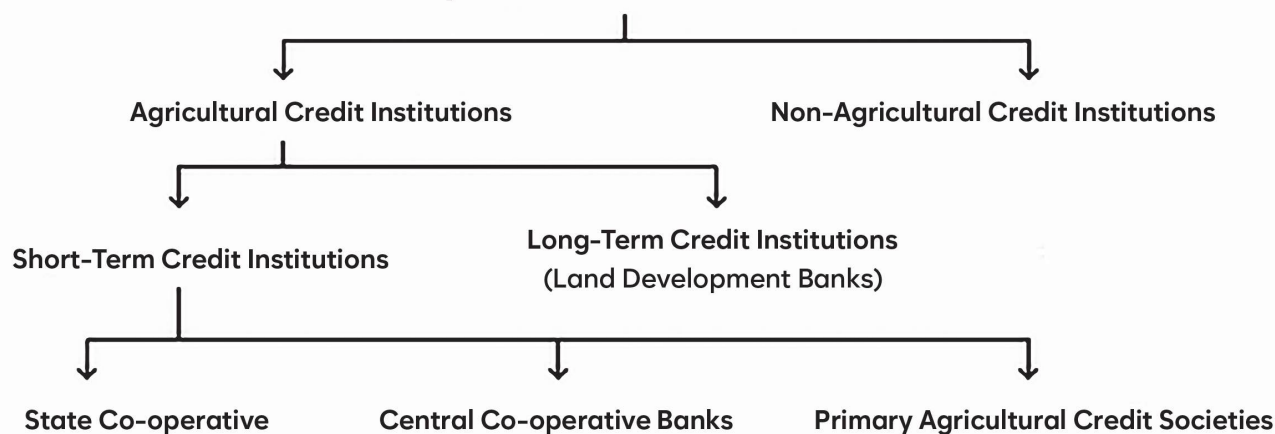 Agricultural Credit Institutions
Non-Agricultural Credit Institutions
Short-Term Credit Institutions
Long-Term Credit Institutions
(Land Development Banks)
State Co-operative
Central Co-operative Banks
Primary Agricultural Credit Societies